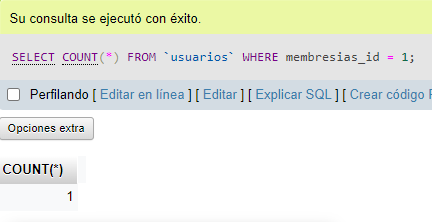 Su consulta se ejecutó con éxito.
SELECT COUNT(*) FROM `usuarios` WHERE membresias_id = 1;
Perfilando [ Editar en línea ] [ Editar ] [ Explicar SQL ] [ Crear código
Opciones extra
COUNT(*)
1